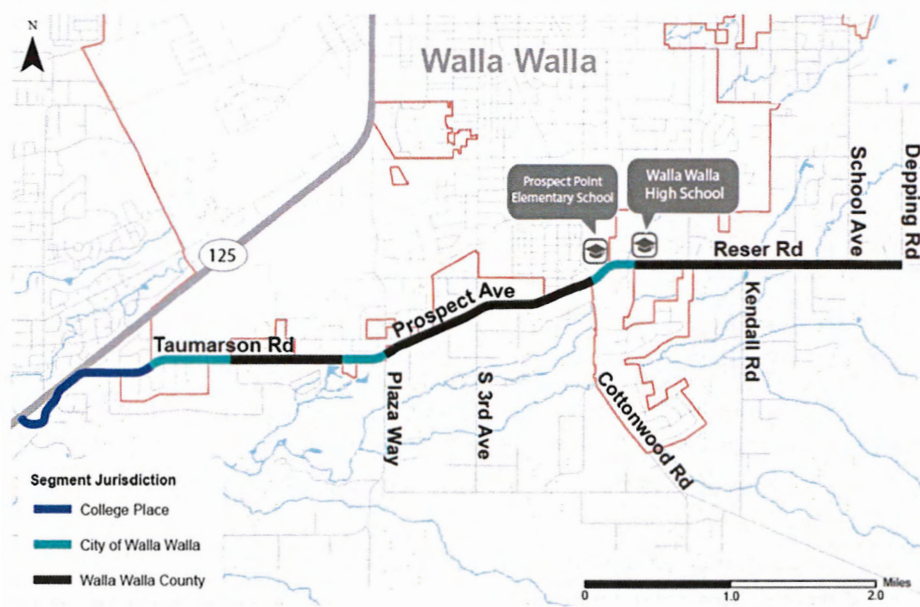 N
Walla Walla
Prospect Point
Elementary School
Walla Walla
High School
School Ave
Depping Rd
125
Reser Rd
Prospect Ave
Kendall Rd
Taumarson Rd
Plaza Way
S 3rd Ave
Cottonwood Rd
Segment Jurisdiction
College Place
City of Walla Walla
Walla Walla County
Miles
0 1.0 2.0